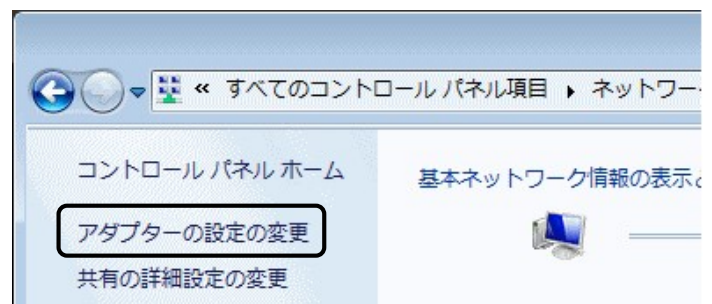 « すべてのコントロール パネル項目 ▸ ネットワー
コントロール パネル ホーム
基本ネットワーク情報の表示
アダプターの設定の変更
共有の詳細設定の変更